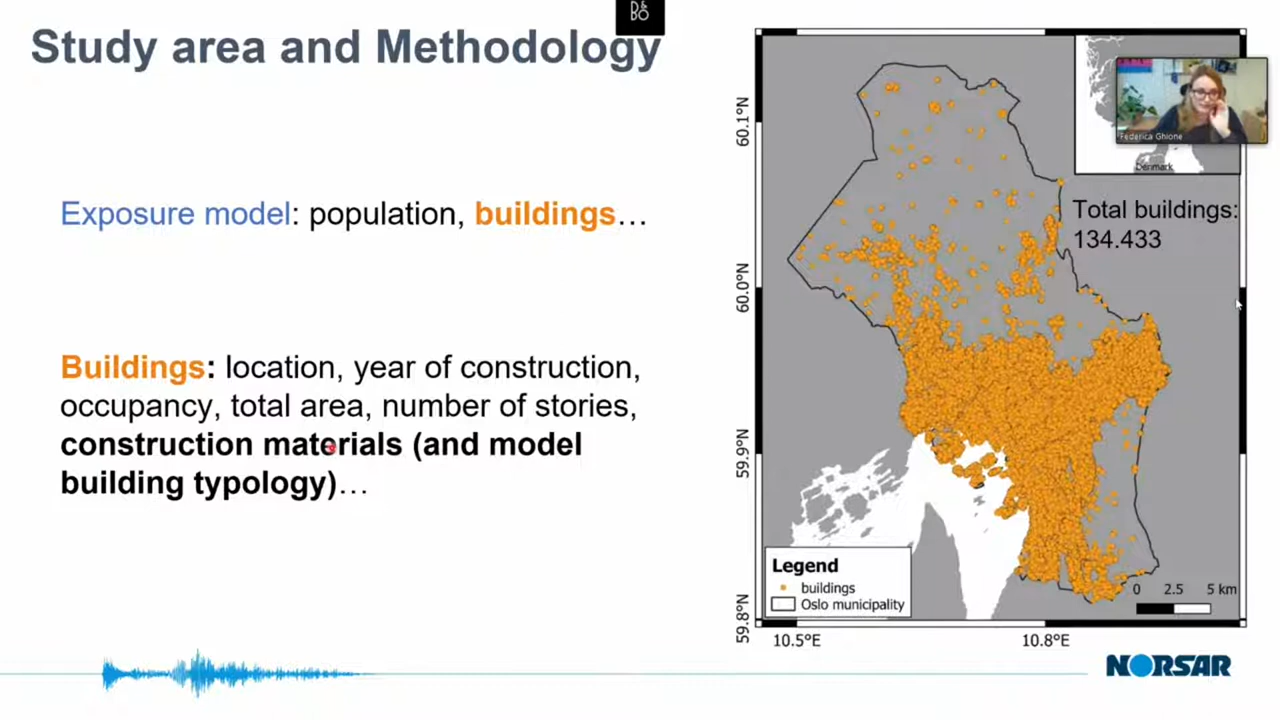 D&
BO
Study area and Methodology
Exposure model: population, buildings…
Buildings: location, year of construction,
occupancy, total area, number of stories,
construction materials (and model
building typology)…
60.1°N
60.0°N
59.9°N
59.8°N
10.5°E
10.8°E
Federica Ghione
Denmark
Total buildings:
134.433
Legend
buildings
Oslo municipality
0 2.5 5 km
NORSAR